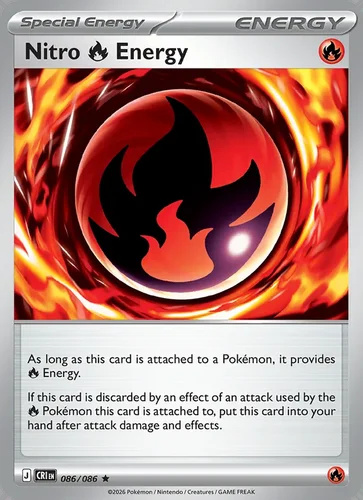 Special Energy ENERGY
Nitro 🔥 Energy
As long as this card is attached to a Pokémon, it provides
🔥 Energy.
If this card is discarded by an effect of an attack used by the
🔥 Pokémon this card is attached to, put this card into your
hand after attack damage and effects.
J CRI EN 086/086 ★
©2026 Pokémon / Nintendo / Creatures / GAME FREAK